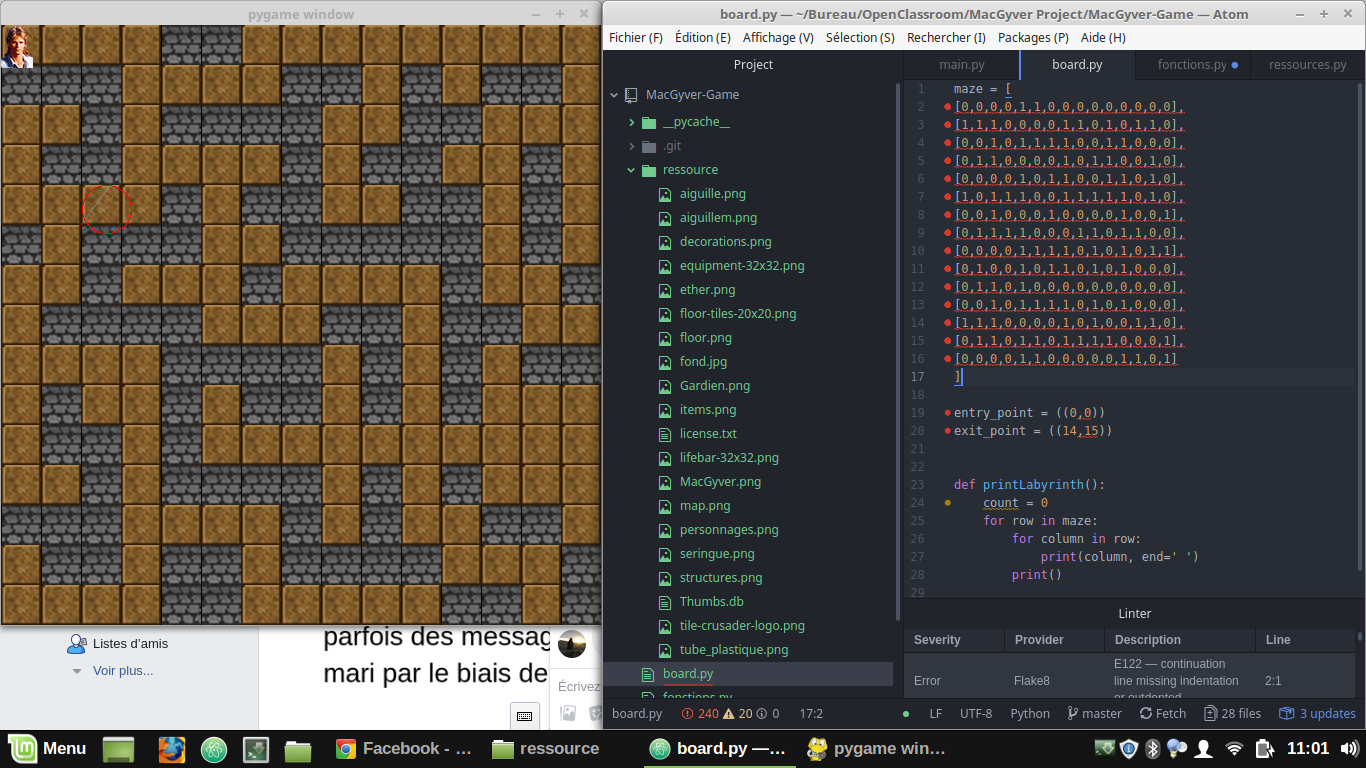 pygame window
parfois des messag
mari par le biais de
Listes d'amis
Voir plus...
Écrivez
board.py — ~/Bureau/OpenClassroom/MacGyver Project/MacGyver-Game — Atom
Fichier (F) Édition (E) Affichage (V) Sélection (S) Rechercher (I) Packages (P) Aide (H)
Project
MacGyver-Game
__pycache__
.git
ressource
aiguille.png
aiguillem.png
decorations.png
equipment-32x32.png
ether.png
floor-tiles-20x20.png
floor.png
fond.jpg
Gardien.png
items.png
license.txt
lifebar-32x32.png
MacGyver.png
map.png
personnages.png
seringue.png
structures.png
Thumbs.db
tile-crusader-logo.png
tube_plastique.png
board.py
fonctions.py
main.py board.py fonctions.py ressources.py
1 maze = [
2 [0,0,0,0,1,1,0,0,0,0,0,0,0,0,0],
3 [1,1,1,0,0,0,0,1,1,0,1,0,1,1,0],
4 [0,0,1,0,1,1,1,1,0,0,1,0,0,1,0],
5 [0,1,1,0,0,0,0,1,0,1,1,0,0,1,0],
6 [0,0,0,0,1,0,1,1,0,0,1,1,0,1,0],
7 [1,0,1,1,1,0,0,1,1,1,1,1,0,1,0],
8 [0,0,1,0,0,0,1,0,0,0,0,1,0,0,1],
9 [0,1,1,1,1,0,0,0,1,1,0,1,1,0,0],
10 [0,0,0,0,1,1,1,1,0,1,0,1,0,1,1],
11 [0,1,0,0,1,0,1,1,0,1,0,1,0,0,0],
12 [0,1,1,0,1,0,0,0,0,0,0,0,0,0,0],
13 [0,0,1,0,1,1,1,1,0,1,0,1,0,0,0],
14 [1,1,1,0,0,0,0,1,0,1,0,0,1,1,0],
15 [0,1,1,0,1,1,0,1,1,1,1,0,0,0,1],
16 [0,0,0,0,1,1,0,0,0,0,0,1,1,0,1]
17 ]
18
19 entry_point = ((0,0))
20 exit_point = ((14,15))
21
22
23 def printLabyrinth():
24 count = 0
25 for row in maze:
26 for column in row:
27 print(column, end=' ')
28 print()
29
Linter
Severity Provider Description Line
Error Flake8 E122 — continuation line missing indentation or outdented 2:1
board.py 240 20 0 17:2 LF UTF-8 Python master Fetch 28 files 3 updates
Menu Facebook - ... ressource board.py —... pygame win... 11:01